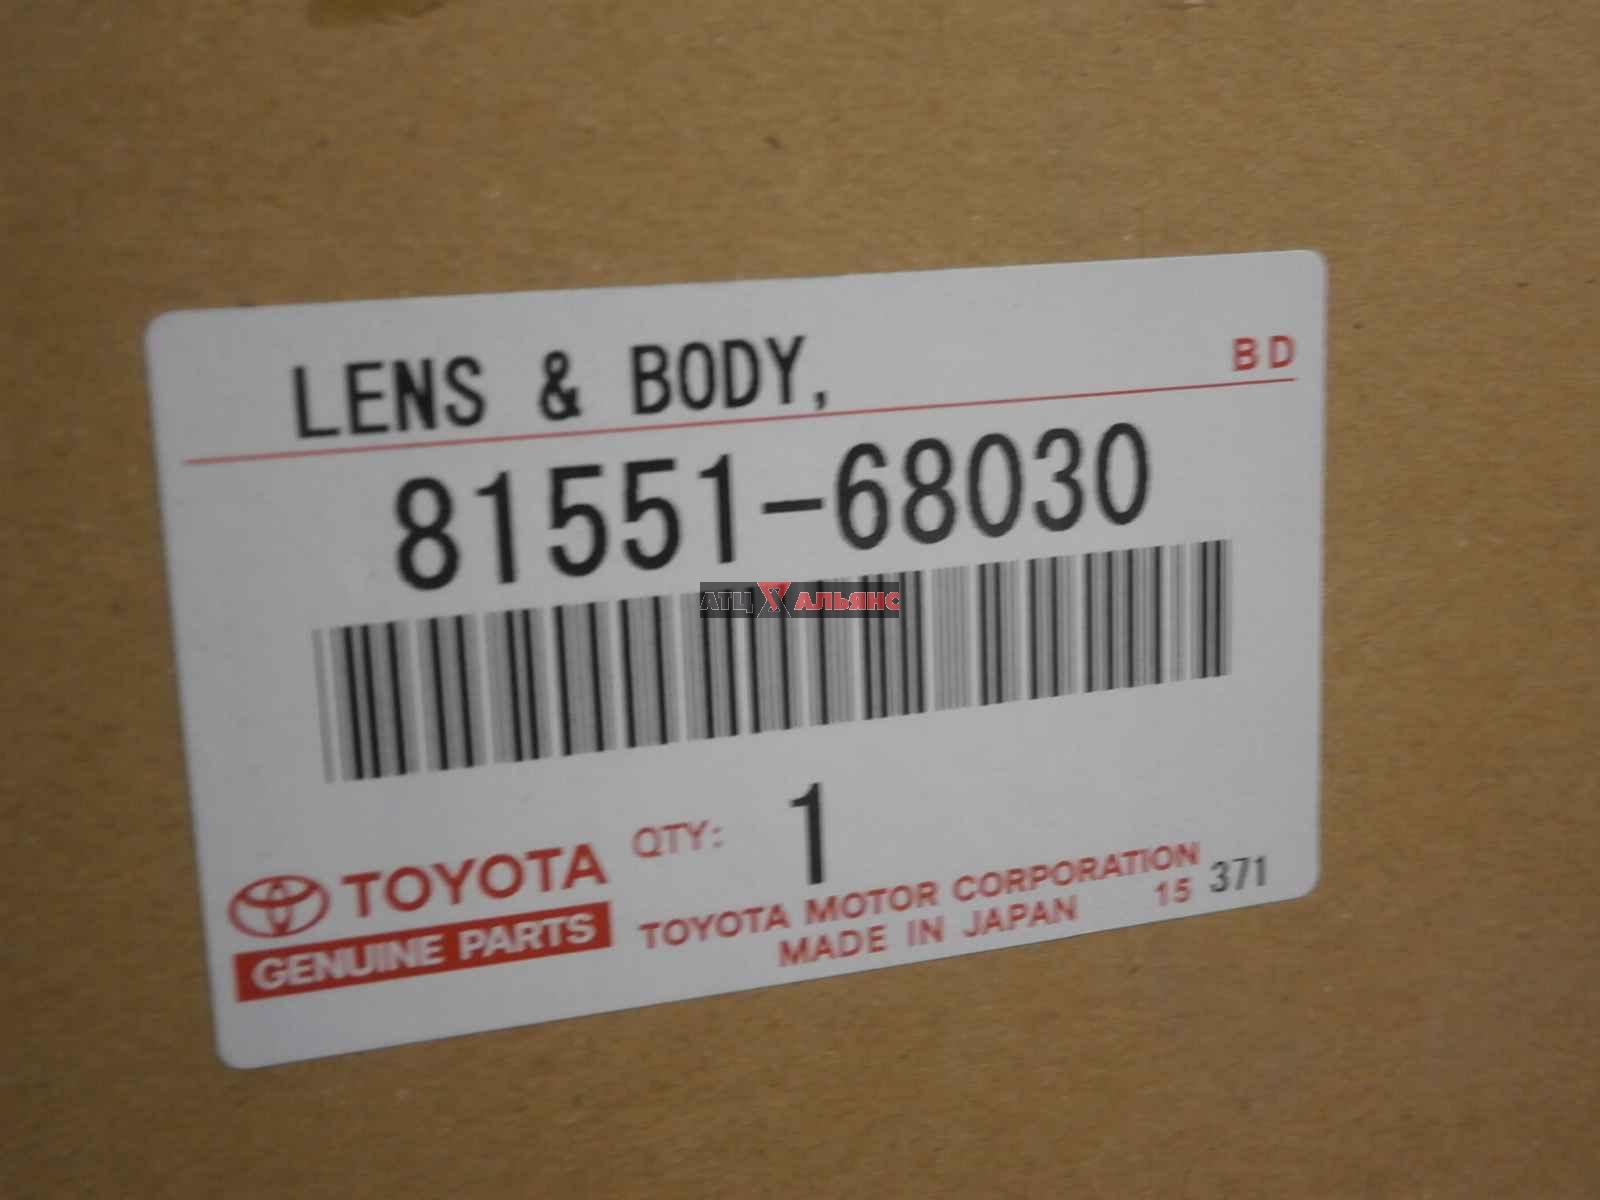 LENS & BODY,
BD
81551-68030
АТЦ АЛЬЯНС
QTY: 1
TOYOTA
GENUINE PARTS
TOYOTA MOTOR CORPORATION
MADE IN JAPAN 15 371